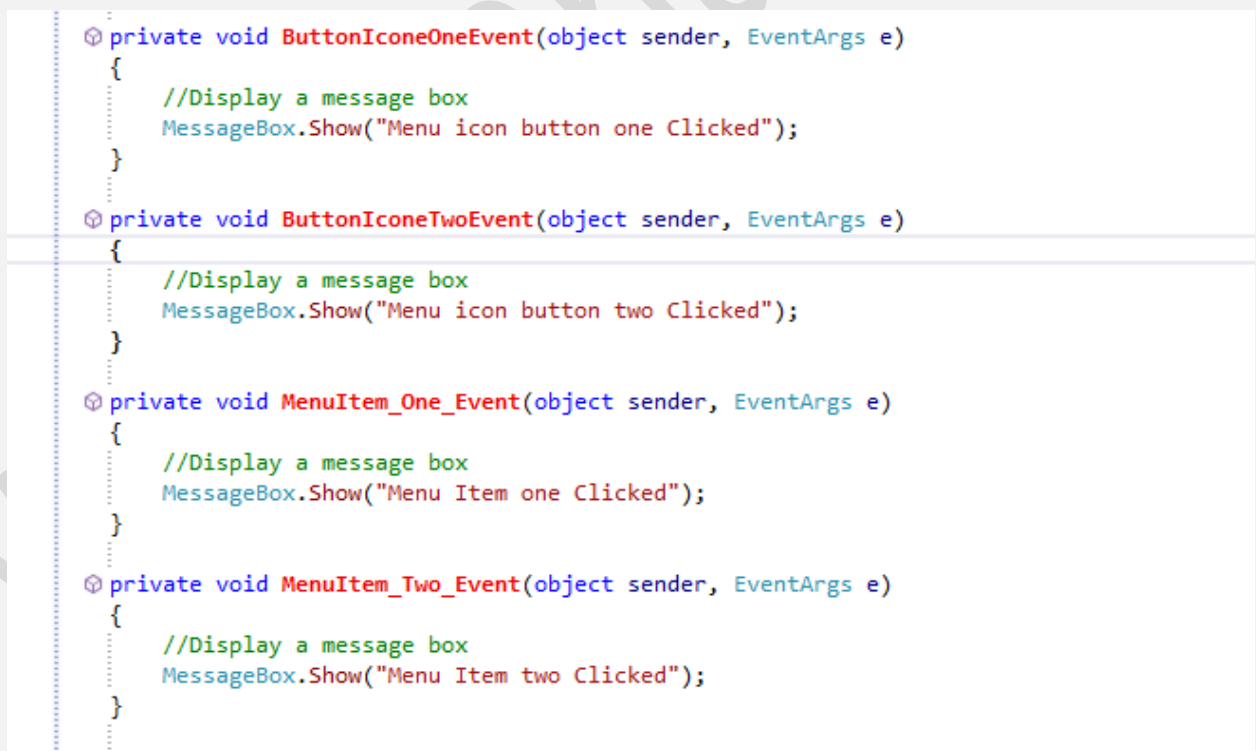 private void ButtonIconeOneEvent(object sender, EventArgs e)
{
//Display a message box
MessageBox.Show("Menu icon button one Clicked");
}
private void ButtonIconeTwoEvent(object sender, EventArgs e)
{
//Display a message box
MessageBox.Show("Menu icon button two Clicked");
}
private void MenuItem_One_Event(object sender, EventArgs e)
{
//Display a message box
MessageBox.Show("Menu Item one Clicked");
}
private void MenuItem_Two_Event(object sender, EventArgs e)
{
//Display a message box
MessageBox.Show("Menu Item two Clicked");
}